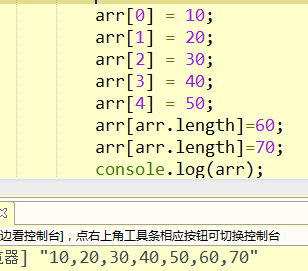 arr[0] = 10;
arr[1] = 20;
arr[2] = 30;
arr[3] = 40;
arr[4] = 50;
arr[arr.length]=60;
arr[arr.length]=70;
console.log(arr);
边看控制台]，点右上角工具条相应按钮可切换控制台
览器] "10,20,30,40,50,60,70"